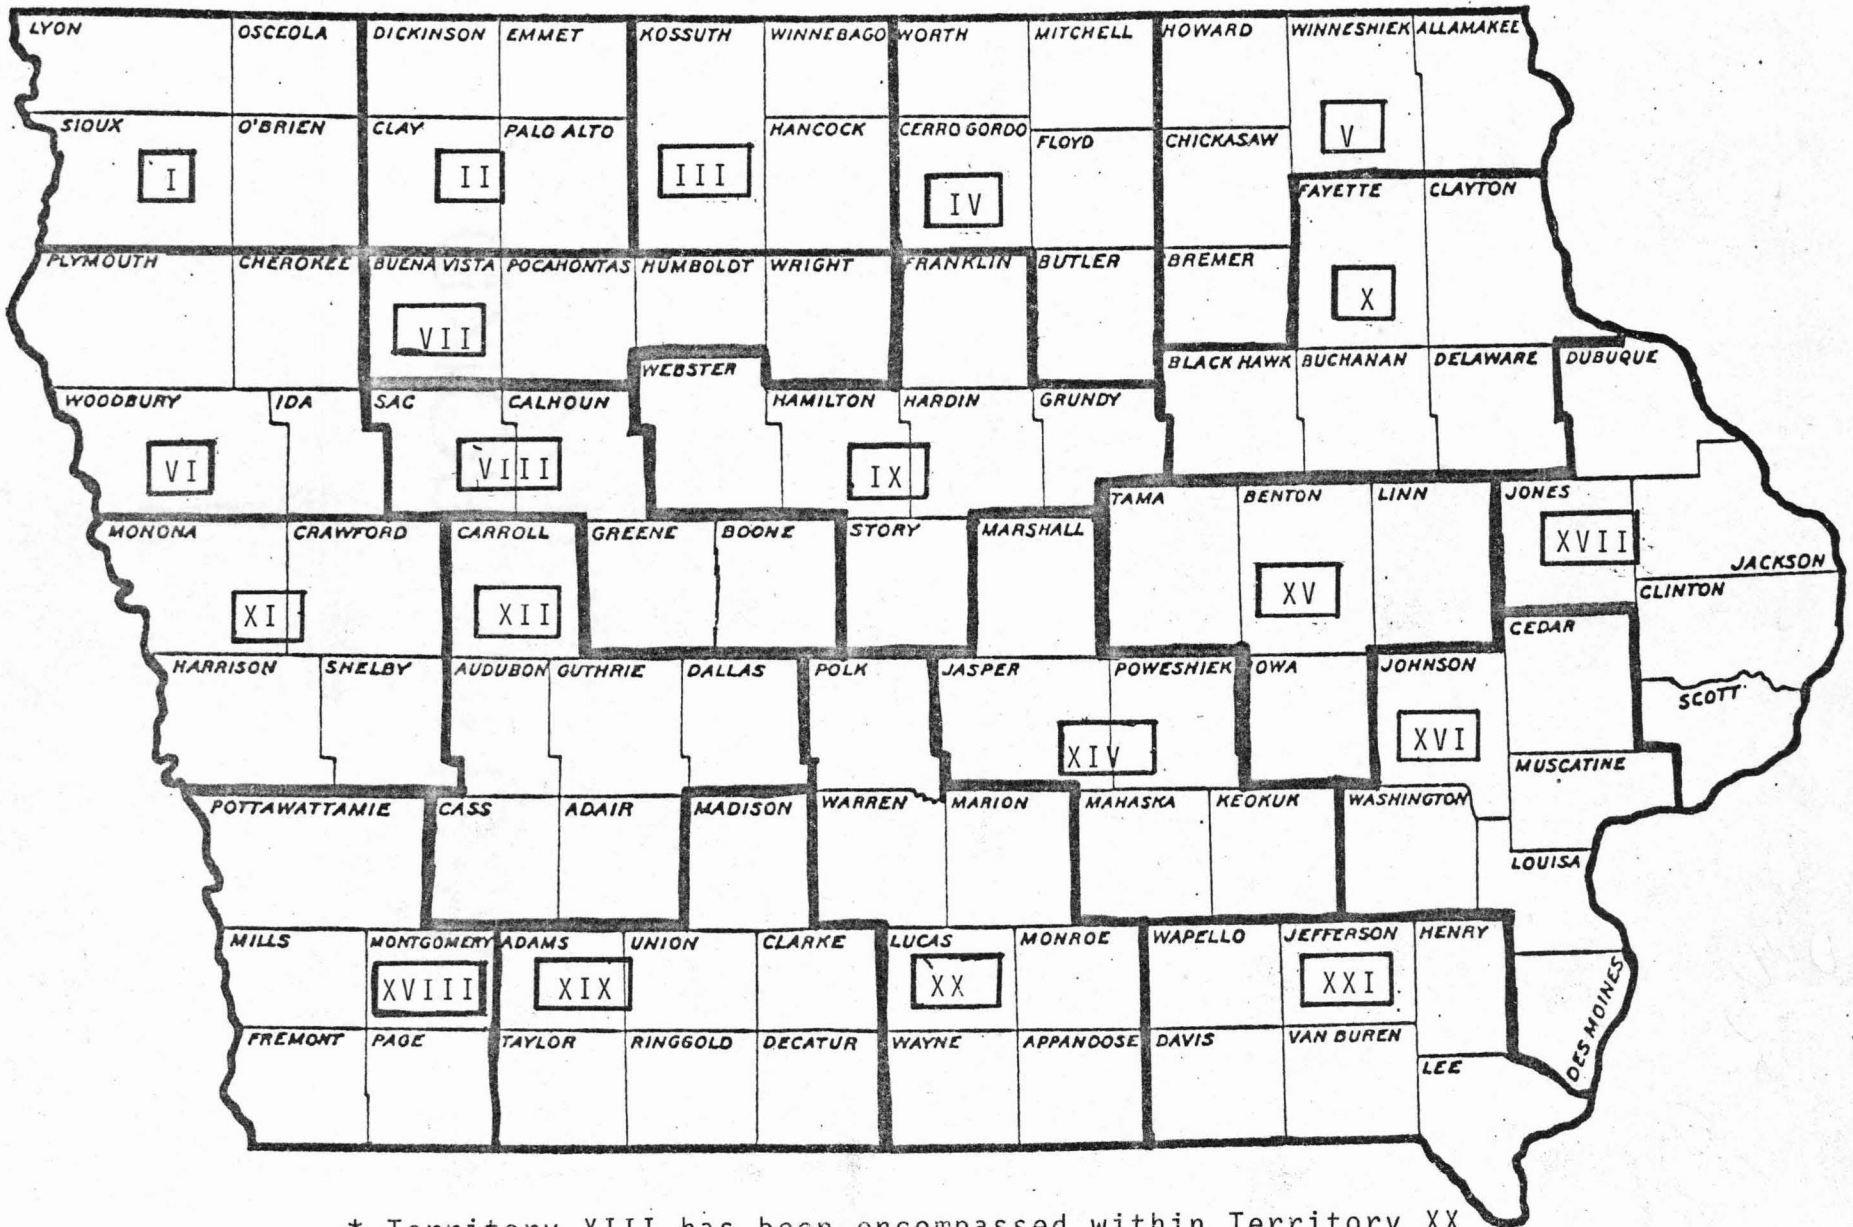 LYON OSCEOLA DICKINSON EMMET KOSSUTH WINNEBAGO WORTH MITCHELL HOWARD WINNESHIEK ALLAMAKEE
SIOUX O'BRIEN CLAY PALO ALTO HANCOCK CERRO GORDO FLOYD CHICKASAW
I II III IV V
FAYETTE CLAYTON
PLYMOUTH CHEROKEE BUENA VISTA POCAHONTAS HUMBOLDT WRIGHT FRANKLIN BUTLER BREMER
VII X
WEBSTER BLACK HAWK BUCHANAN DELAWARE DUBUQUE
WOODBURY IDA SAC CALHOUN HAMILTON HARDIN GRUNDY
VI VIII IX
TAMA BENTON LINN JONES
MONONA CRAWFORD CARROLL GREENE BOONE STORY MARSHALL
XVII
JACKSON
XI XII XV
CLINTON
CEDAR
HARRISON SHELBY AUDUBON GUTHRIE DALLAS POLK JASPER POWESHIEK IOWA JOHNSON
SCOTT
XIV XVI
MUSCATINE
POTTAWATTAMIE CASS ADAIR MADISON WARREN MARION MAHASKA KEOKUK WASHINGTON
LOUISA
MILLS MONTGOMERY ADAMS UNION CLARKE LUCAS MONROE WAPELLO JEFFERSON HENRY
XVIII XIX XX XXI
DES MOINES
FREMONT PAGE TAYLOR RINGGOLD DECATUR WAYNE APPANOOSE DAVIS VAN BUREN
LEE
* Territory XIII has been encompassed within Territory XX